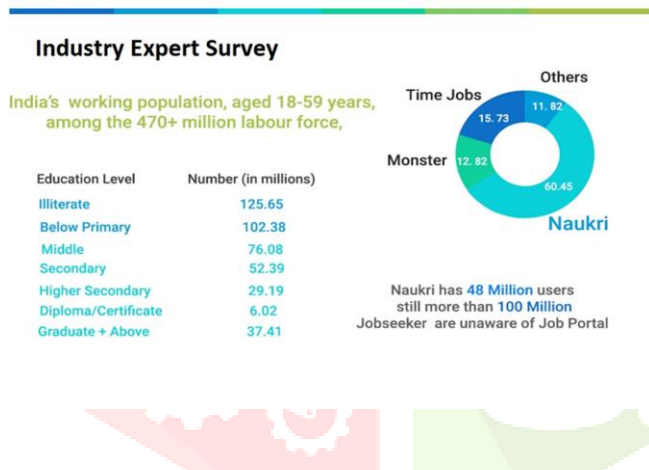 Industry Expert Survey
India's working population, aged 18-59 years,
among the 470+ million labour force,
Education Level Number (in millions)
Illiterate 125.65
Below Primary 102.38
Middle 76.08
Secondary 52.39
Higher Secondary 29.19
Diploma/Certificate 6.02
Graduate + Above 37.41
Others
Time Jobs
11. 82
15. 73
Monster
12. 82
60.45
Naukri
Naukri has 48 Million users
still more than 100 Million
Jobseeker are unaware of Job Portal